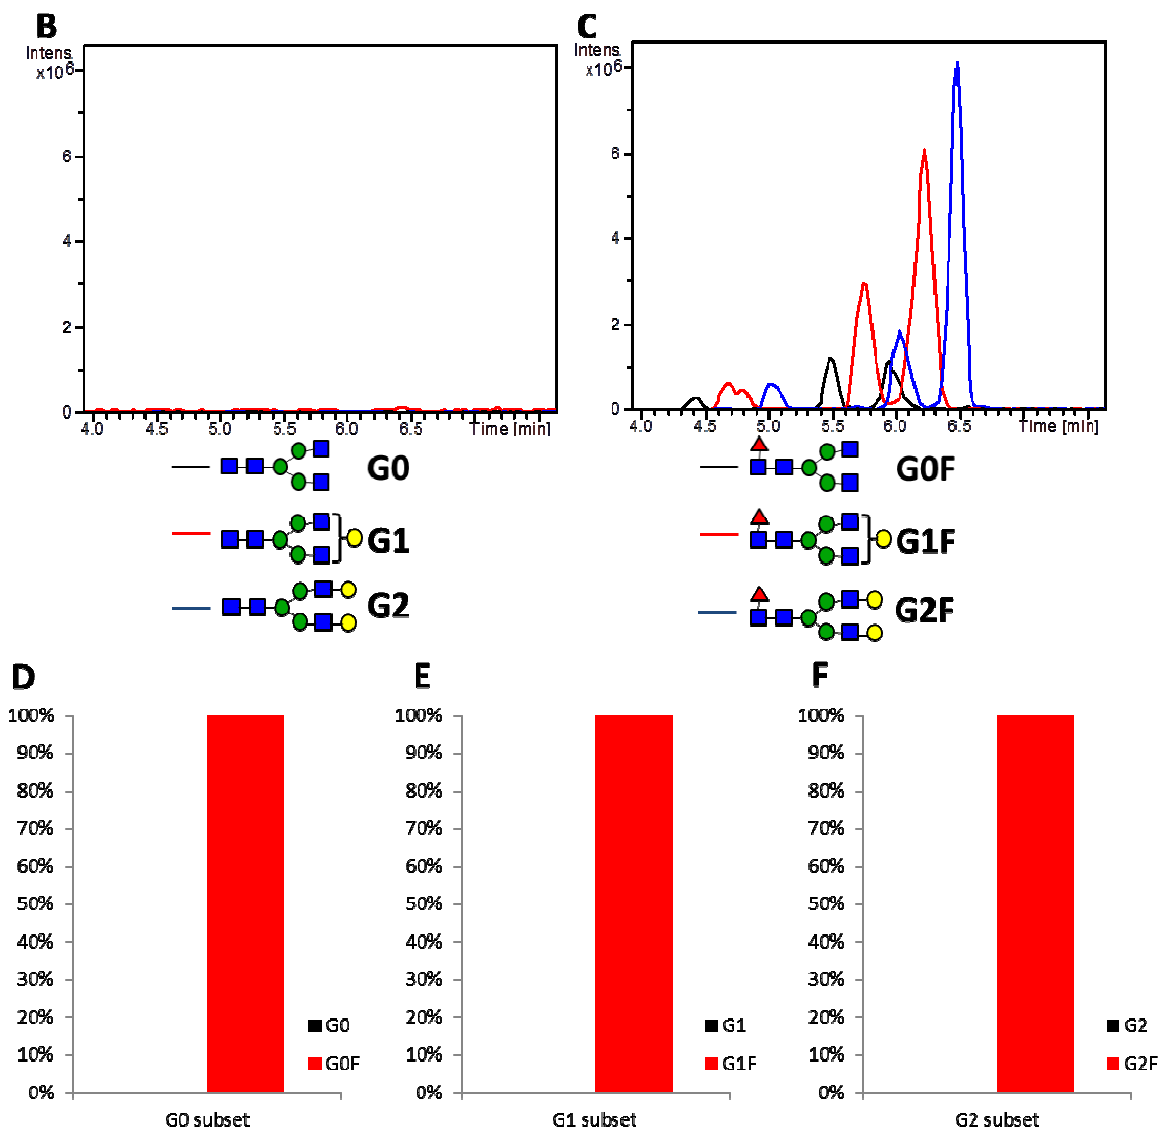 B
Intens.
x10⁶
6
4
2
0
4.0 4.5 5.0 5.5 6.0 6.5 Time [min]
G0
G1
G2
C
Intens.
x10⁶
6
4
2
0
4.0 4.5 5.0 5.5 6.0 6.5 Time [min]
G0F
G1F
G2F
D
100%
90%
80%
70%
60%
50%
40%
30%
20%
10%
0%
G0
G0F
G0 subset
E
100%
90%
80%
70%
60%
50%
40%
30%
20%
10%
0%
G1
G1F
G1 subset
F
100%
90%
80%
70%
60%
50%
40%
30%
20%
10%
0%
G2
G2F
G2 subset